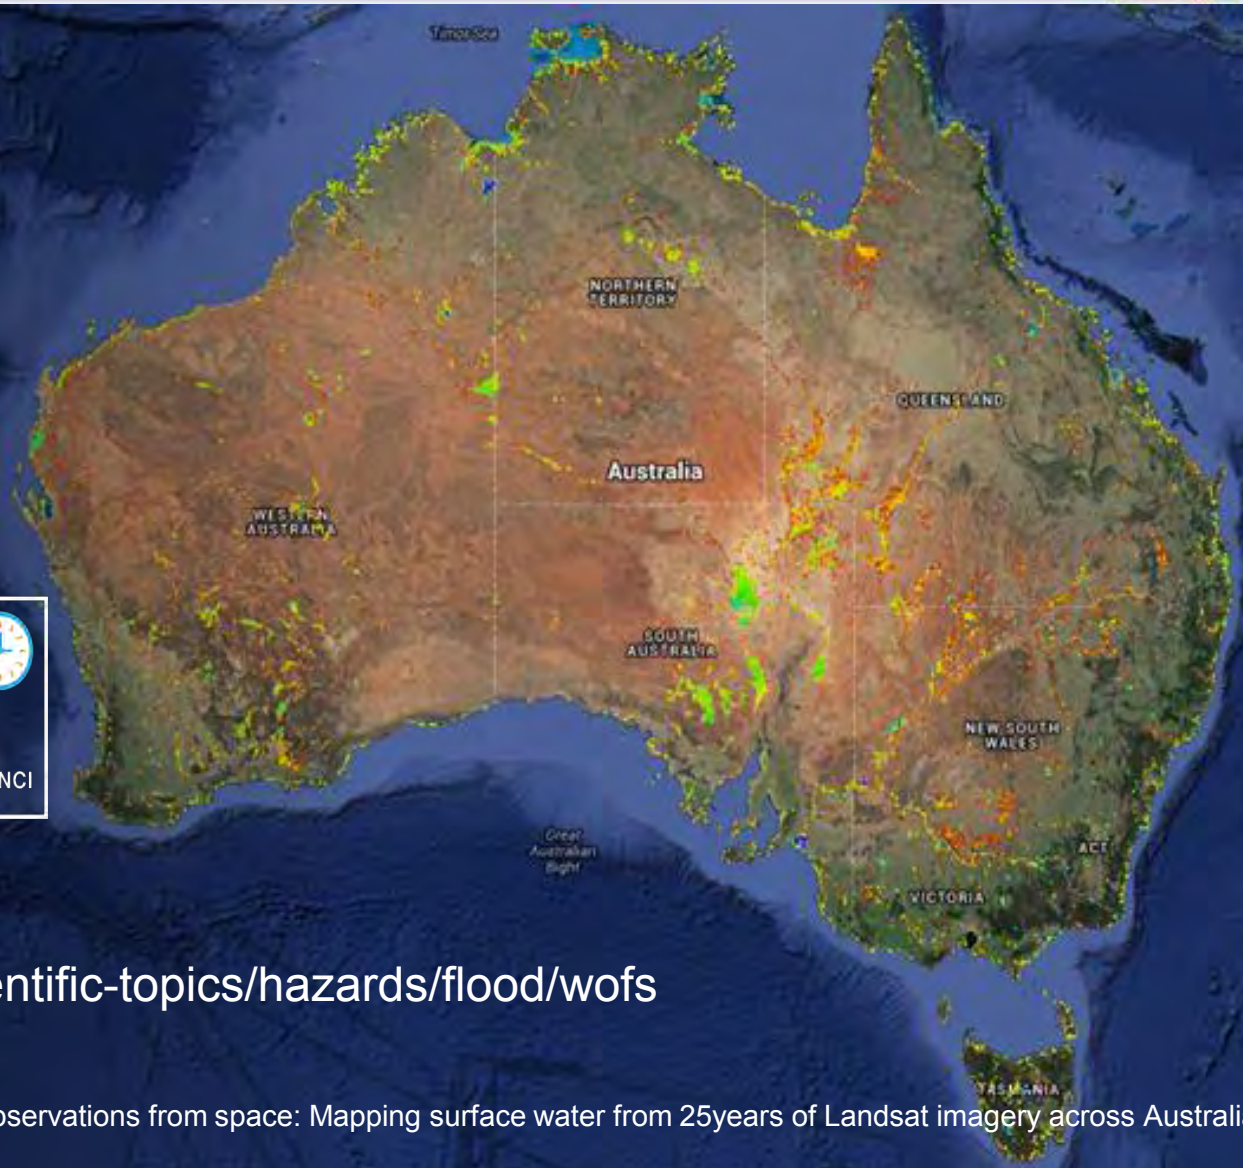 Timor Sea
NORTHERN
TERRITORY
QUEENSLAND
Australia
WESTERN
AUSTRALIA
SOUTH
AUSTRALIA
NEW SOUTH
WALES
NCI
Great
Australian
Bight
ACT
VICTORIA
entific-topics/hazards/flood/wofs
TASMANIA
bservations from space: Mapping surface water from 25years of Landsat imagery across Australi